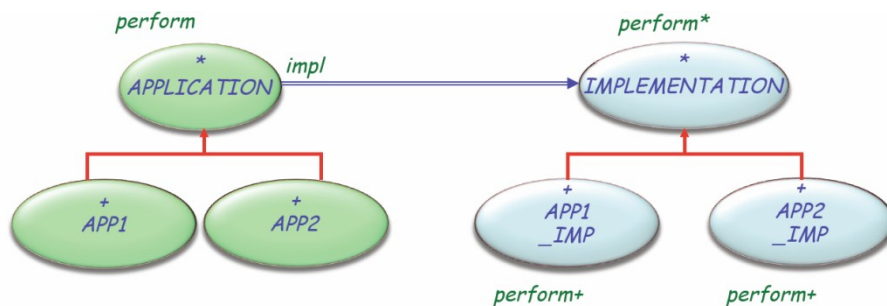 perform
perform*
*
APPLICATION
impl
*
IMPLEMENTATION
+
APP1
+
APP2
+
APP1
_IMP
+
APP2
_IMP
perform+
perform+